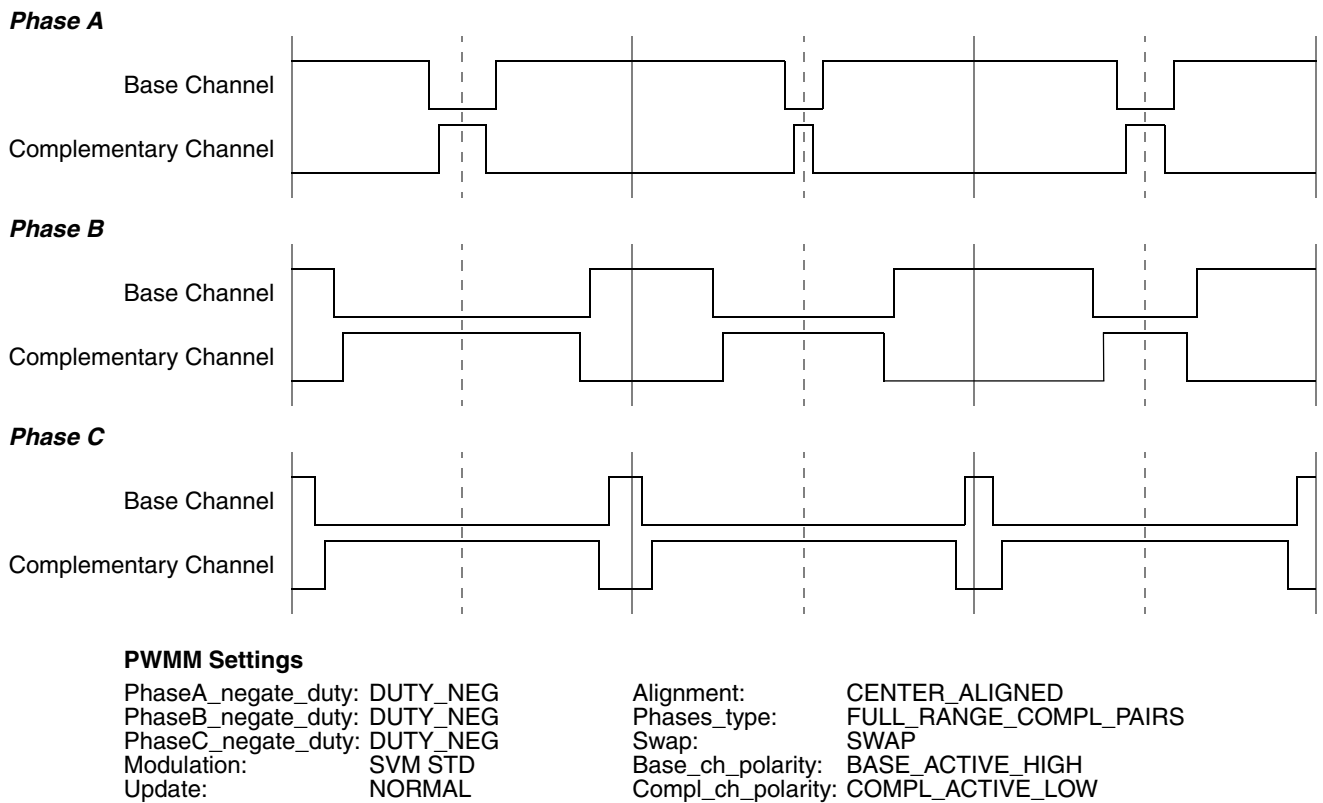 Phase A
Base Channel
Complementary Channel
Phase B
Base Channel
Complementary Channel
Phase C
Base Channel
Complementary Channel
PWMM Settings
PhaseA_negate_duty: DUTY_NEG
PhaseB_negate_duty: DUTY_NEG
PhaseC_negate_duty: DUTY_NEG
Modulation: SVM STD
Update: NORMAL
Alignment: CENTER_ALIGNED
Phases_type: FULL_RANGE_COMPL_PAIRS
Swap: SWAP
Base_ch_polarity: BASE_ACTIVE_HIGH
Compl_ch_polarity: COMPL_ACTIVE_LOW